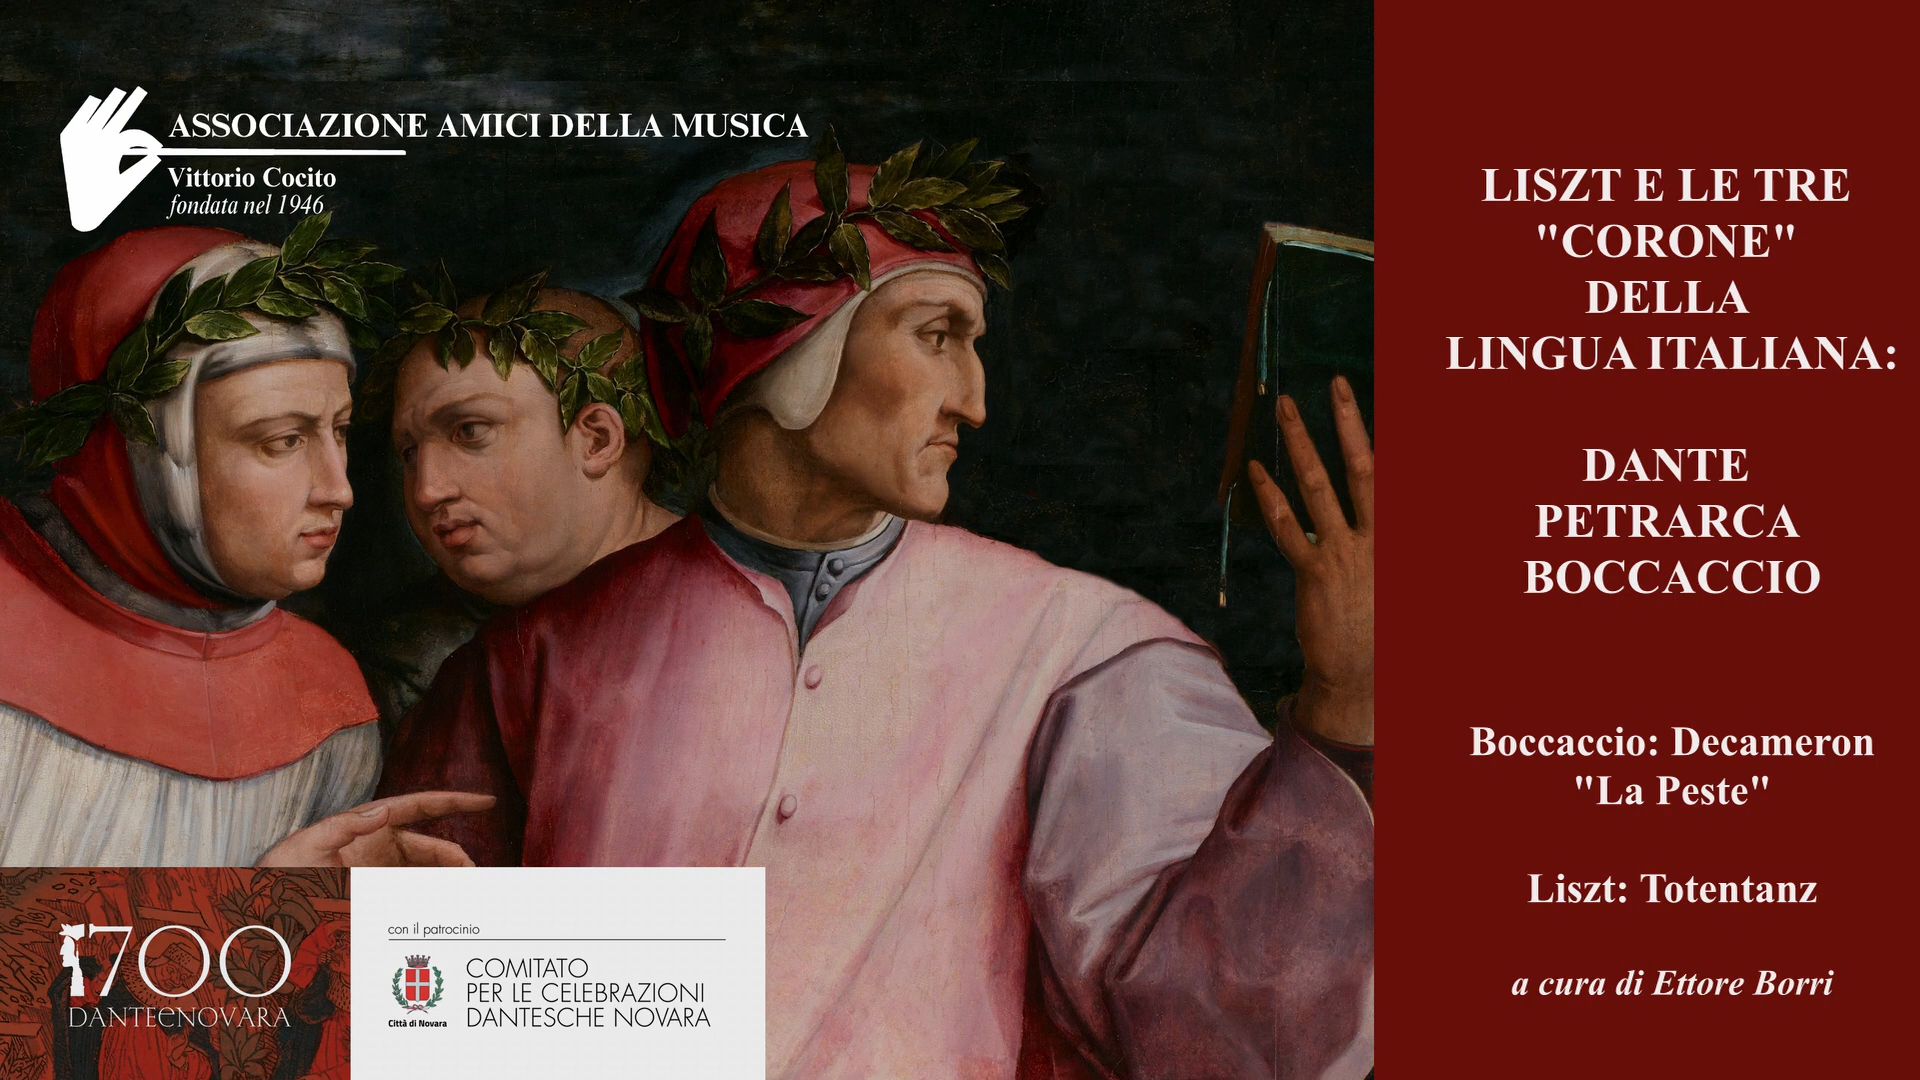 ASSOCIAZIONE AMICI DELLA MUSICA
Vittorio Cocito
fondata nel 1946
LISZT E LE TRE
"CORONE"
DELLA
LINGUA ITALIANA:
DANTE
PETRARCA
BOCCACCIO
Boccaccio: Decameron
"La Peste"
Liszt: Totentanz
a cura di Ettore Borri
1700
DANTEeNOVARA
con il patrocinio
Città di Novara
COMITATO
PER LE CELEBRAZIONI
DANTESCHE NOVARA